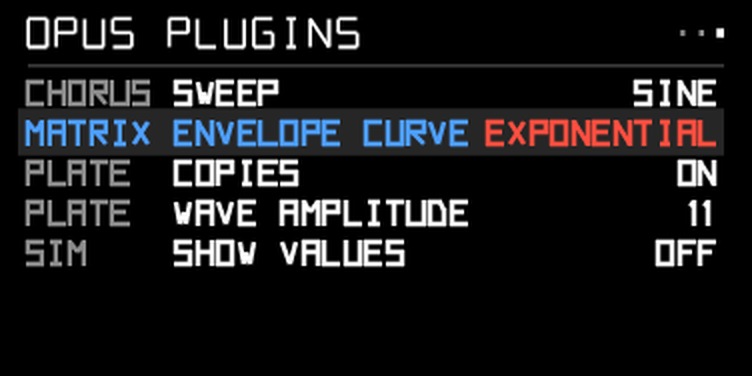 OPUS PLUGINS
CHORUS SWEEP SINE
MATRIX ENVELOPE CURVE EXPONENTIAL
PLATE COPIES ON
PLATE WAVE AMPLITUDE 11
SIM SHOW VALUES OFF